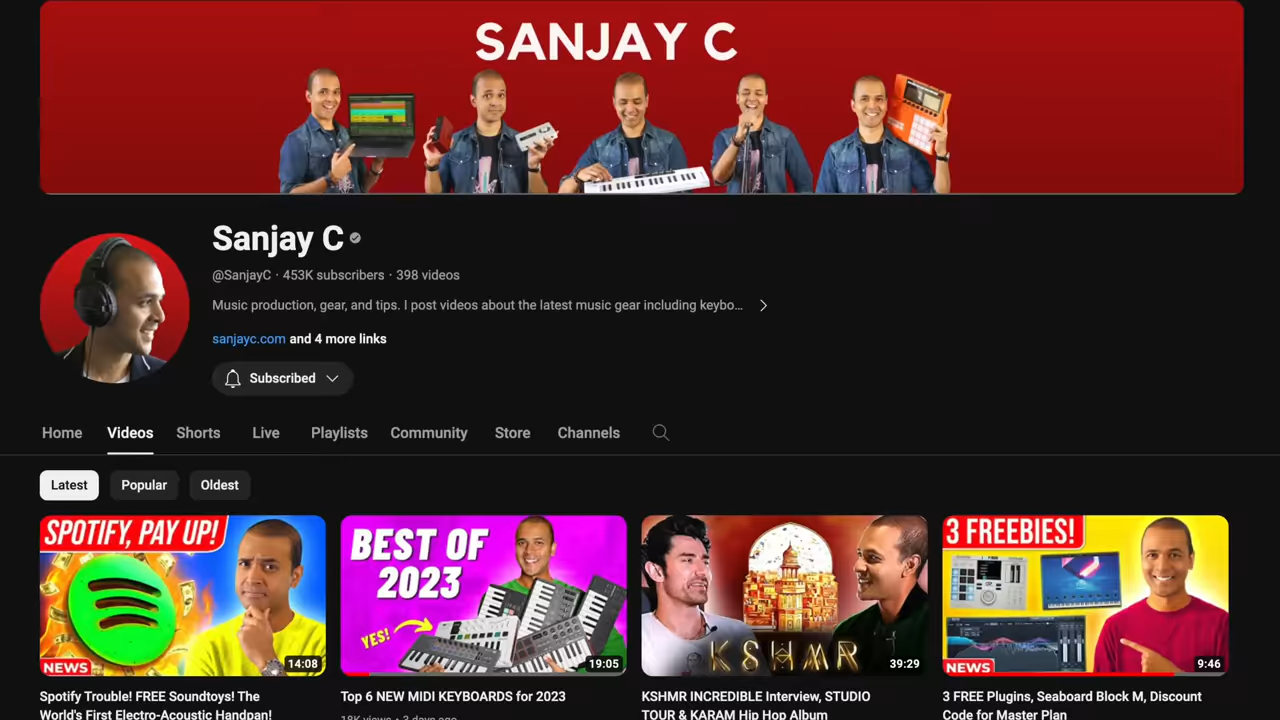 SANJAY C
Sanjay C
@SanjayC · 453K subscribers · 398 videos
Music production, gear, and tips. I post videos about the latest music gear including keybo...
sanjayc.com and 4 more links
Subscribed
Home Videos Shorts Live Playlists Community Store Channels
Latest Popular Oldest
SPOTIFY, PAY UP!
NEWS
14:08
BEST OF
2023
YES!
19:05
KSHMR
39:29
3 FREEBIES!
NEWS
9:46
Spotify Trouble! FREE Soundtoys! The
World's First Electro-Acoustic Handpan!
Top 6 NEW MIDI KEYBOARDS for 2023
18K views · 3 days ago
KSHMR INCREDIBLE Interview, STUDIO
TOUR & KARAM Hip Hop Album
3 FREE Plugins, Seaboard Block M, Discount
Code for Master Plan